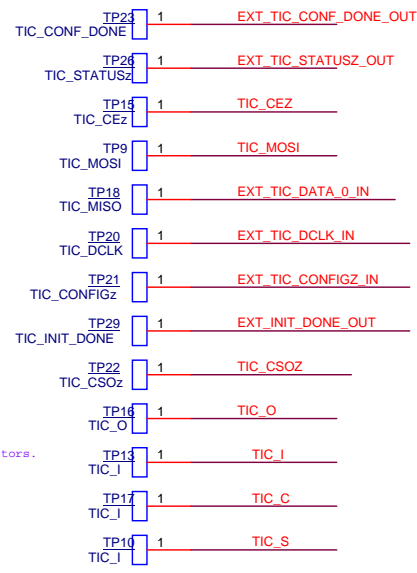 TP23 1 EXT_TIC_CONF_DONE_OUT
TIC_CONF_DONE
TP26 1 EXT_TIC_STATUSZ_OUT
TIC_STATUSz
TP15 1 TIC_CEZ
TIC_CEz
TP9 1 TIC_MOSI
TIC_MOSI
TP18 1 EXT_TIC_DATA_0_IN
TIC_MISO
TP20 1 EXT_TIC_DCLK_IN
TIC_DCLK
TP21 1 EXT_TIC_CONFIGZ_IN
TIC_CONFIGz
TP29 1 EXT_INIT_DONE_OUT
TIC_INIT_DONE
TP22 1 TIC_CSOZ
TIC_CSOz
TP16 1 TIC_O
TIC_O
tors.
TP13 1 TIC_I
TIC_I
TP17 1 TIC_C
TIC_I
TP10 1 TIC_S
TIC_I